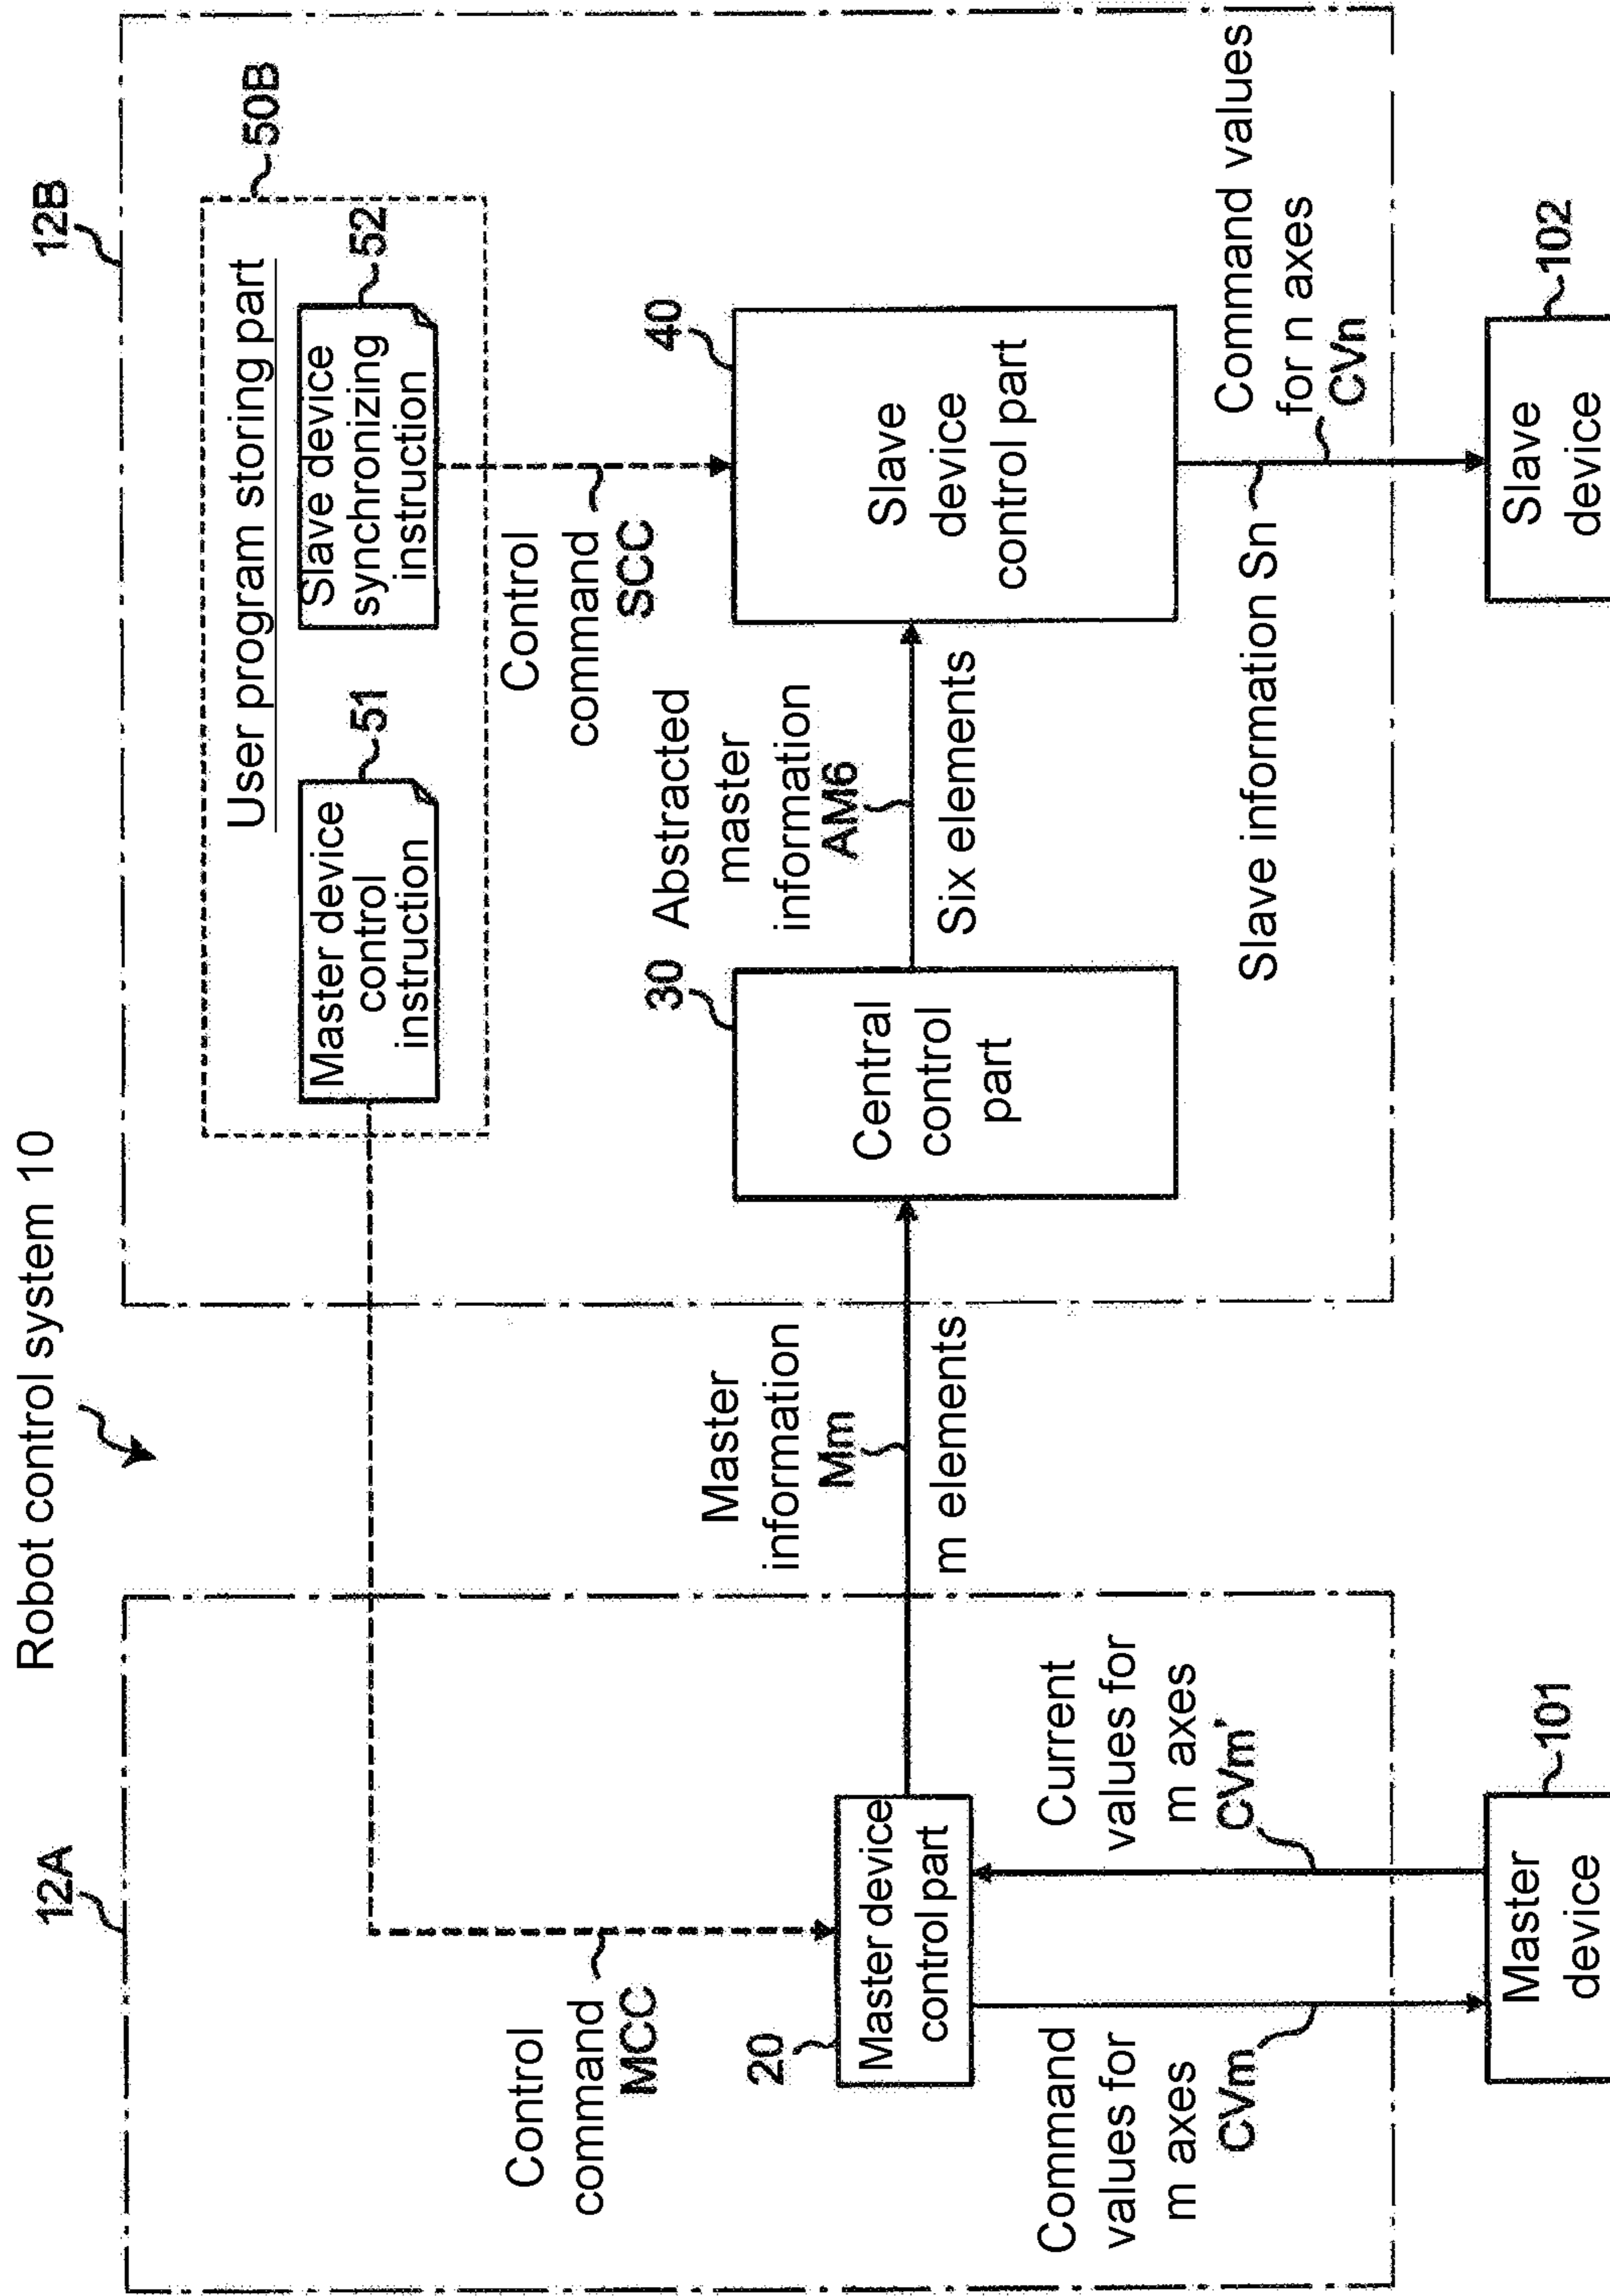 Robot control system 10
12A
12B
User program storing part
50B
Master device
control
instruction
51
Slave device
synchronizing
instruction
52
Control
command
MCC
Control
command
SCC
20
Master device
control part
Master
information
Mm
m elements
30
Central
control
part
Abstracted
master
information
AM6
Six elements
40
Slave
device
control part
Command
values for
m axes
CVm
Current
values for
m axes
CVm'
Slave information Sn
Command values
for n axes
CVn
Master
device
101
Slave
device
102